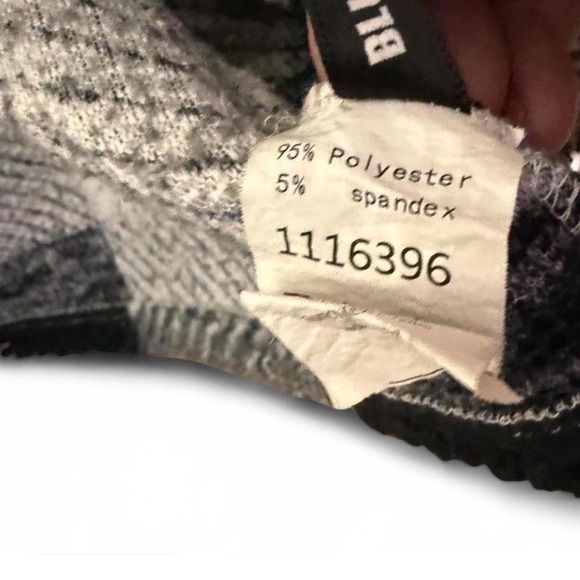 95% Polyester
5% spandex
1116396